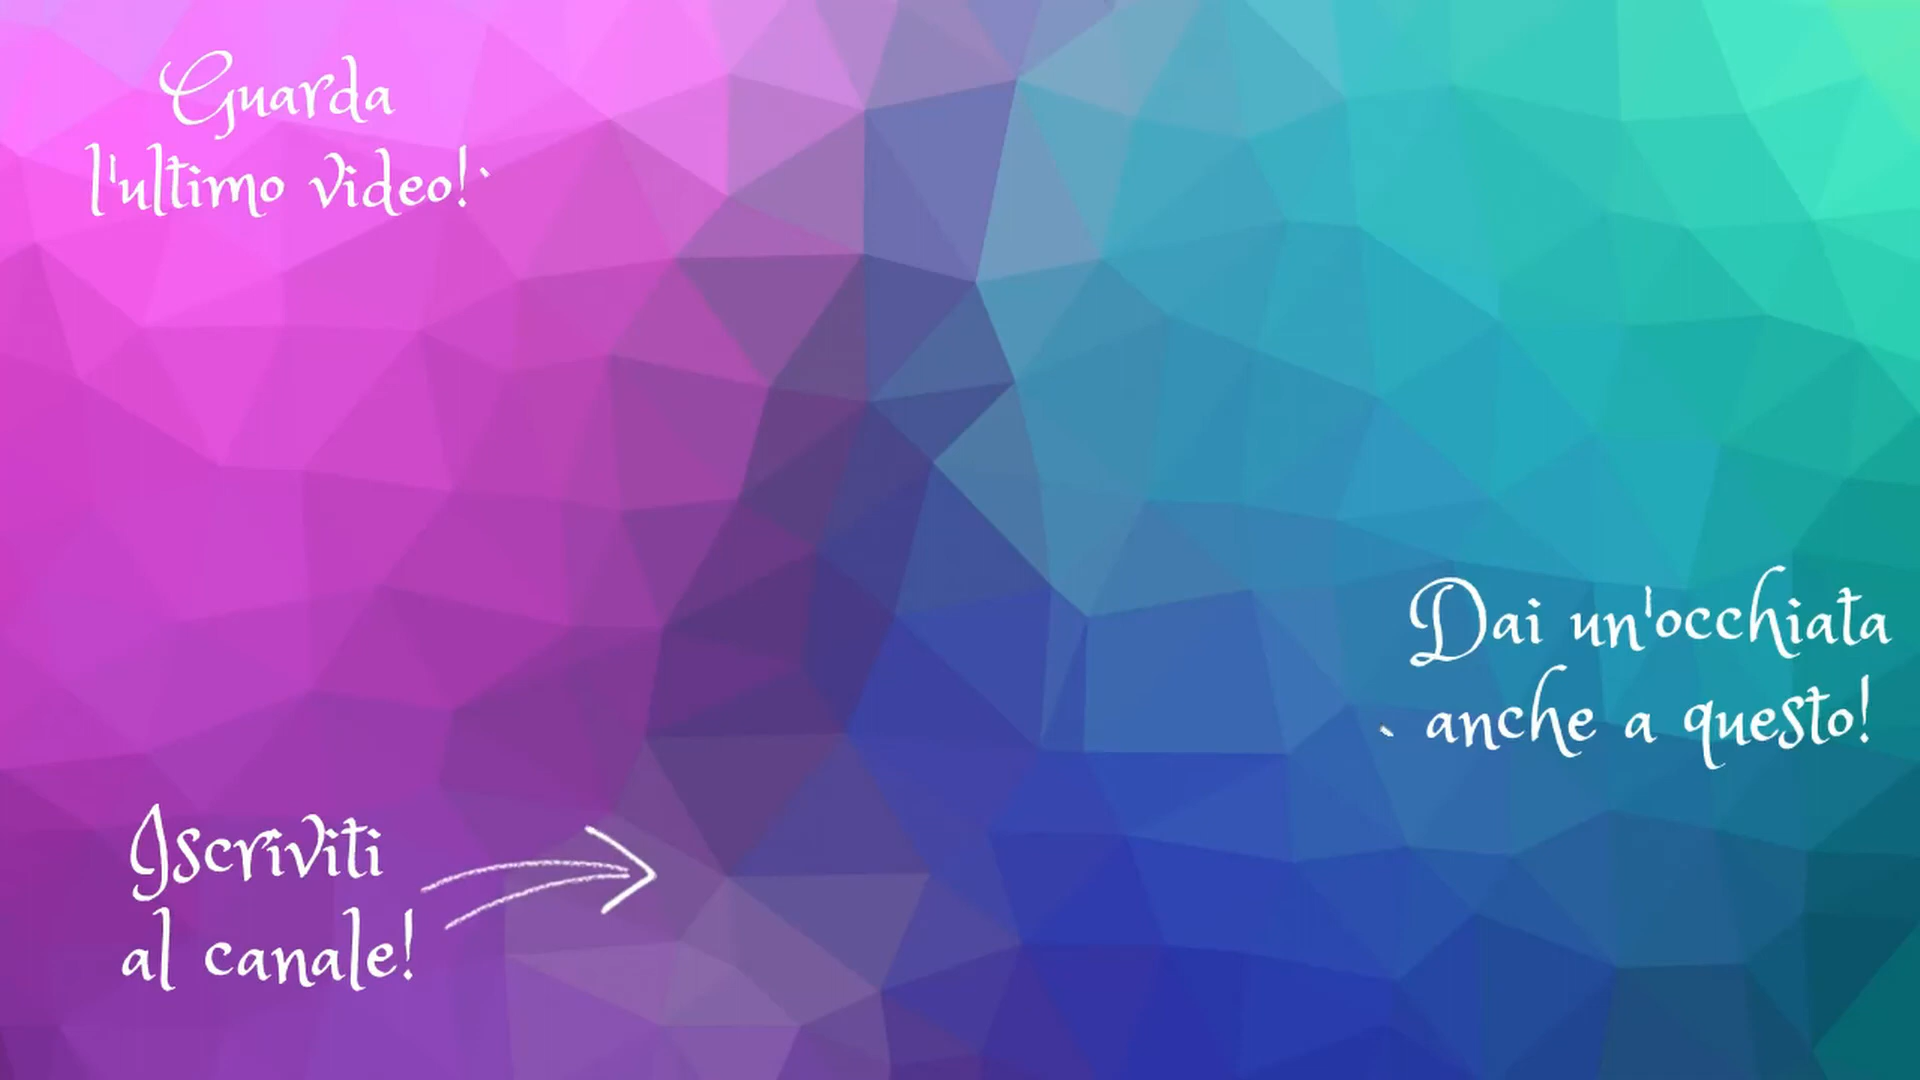 Guarda
l'ultimo video!
Dai un'occhiata
anche a questo!
Iscriviti
al canale!